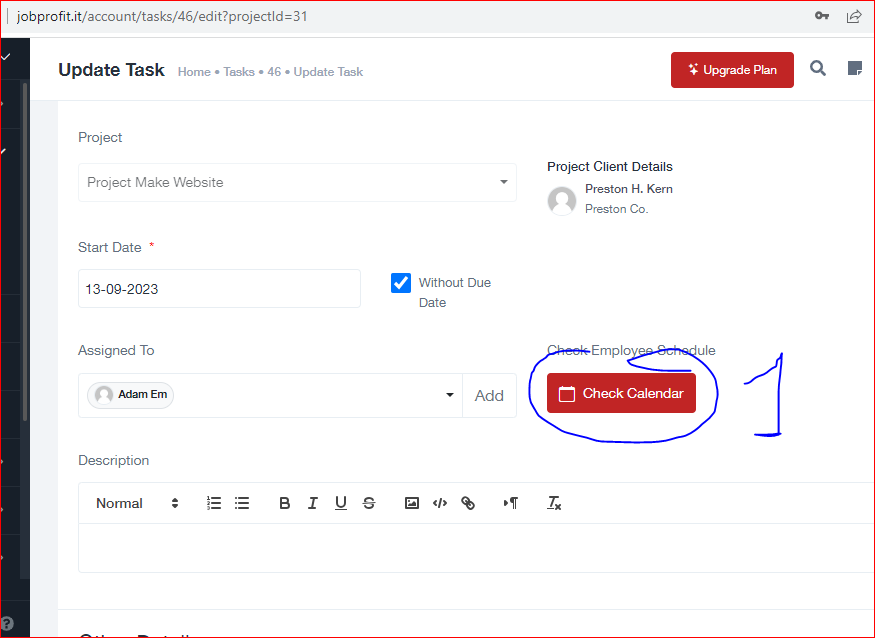 jobprofit.it/account/tasks/46/edit?projectId=31
Update Task
Home • Tasks • 46 • Update Task
Upgrade Plan
Project
Project Make Website
Project Client Details
Preston H. Kern
Preston Co.
Start Date *
13-09-2023
Without Due
Date
Assigned To
Check Employee Schedule
Adam Em
Add
Check Calendar
1
Description
Normal